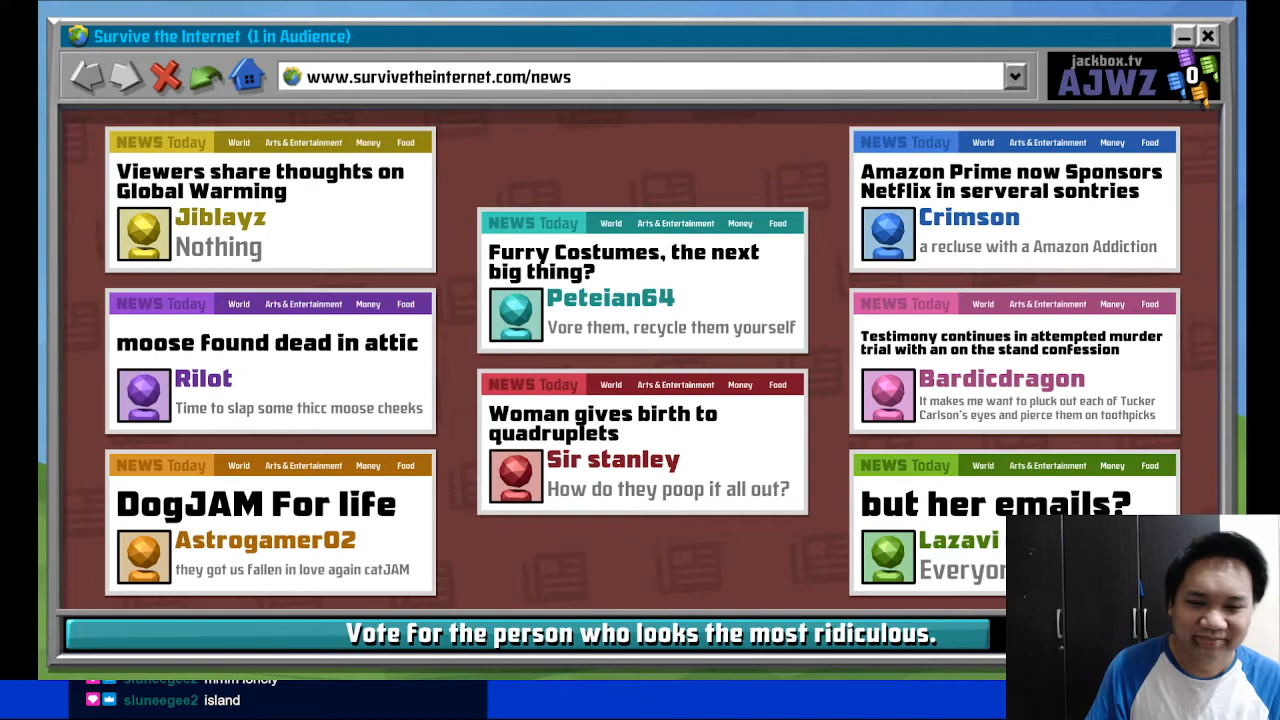 Survive the Internet (1 in Audience)
www.survivetheinternet.com/news
jackbox.tv
AJWZ
0
NEWS Today World Arts & Entertainment Money Food
Viewers share thoughts on
Global Warming
Jiblayz
Nothing
NEWS Today World Arts & Entertainment Money Food
moose found dead in attic
Rilot
Time to slap some thicc moose cheeks
NEWS Today World Arts & Entertainment Money Food
DogJAM For life
Astrogamer02
they got us fallen in love again catJAM
NEWS Today World Arts & Entertainment Money Food
Furry Costumes, the next
big thing?
Peteian64
Vore them, recycle them yourself
NEWS Today World Arts & Entertainment Money Food
Woman gives birth to
quadruplets
Sir stanley
How do they poop it all out?
NEWS Today World Arts & Entertainment Money Food
Amazon Prime now Sponsors
Netflix in serveral sontries
Crimson
a recluse with a Amazon Addiction
NEWS Today World Arts & Entertainment Money Food
Testimony continues in attempted murder
trial with an on the stand confession
Bardicdragon
It makes me want to pluck out each of Tucker
Carlson's eyes and pierce them on toothpicks
NEWS Today World Arts & Entertainment Money Food
but her emails?
Lazavi
Vote for the person who looks the most ridiculous.
sluneegee2 mmm lonely
sluneegee2 island